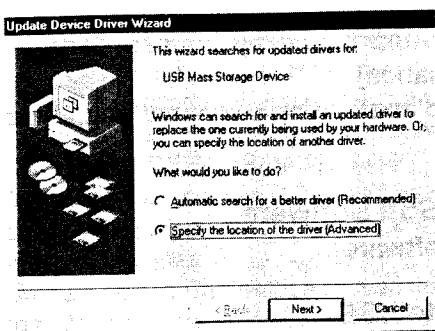 Update Device Driver Wizard
This wizard searches for updated drivers for:
USB Mass Storage Device
Windows can search for and install an updated driver to
replace the one currently being used by your hardware. Or,
you can specify the location of another driver.
What would you like to do?
Automatic search for a better driver (Recommended)
Specify the location of the driver (Advanced)
< Back
Next >
Cancel